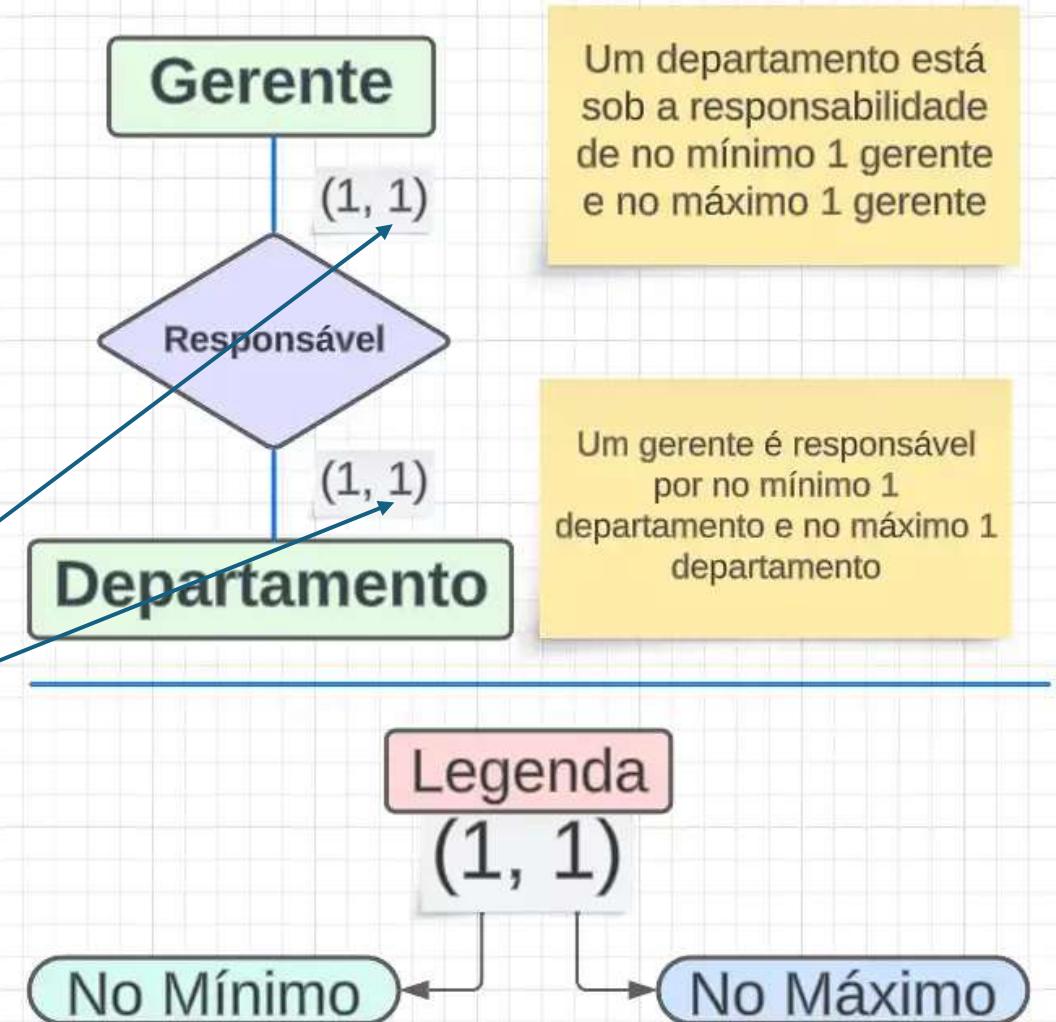 Gerente
Um departamento está
sob a responsabilidade
de no mínimo 1 gerente
e no máximo 1 gerente
(1, 1)
Responsável
(1, 1)
Um gerente é responsável
por no mínimo 1
departamento e no máximo 1
departamento
Departamento
Legenda
(1, 1)
No Mínimo
No Máximo